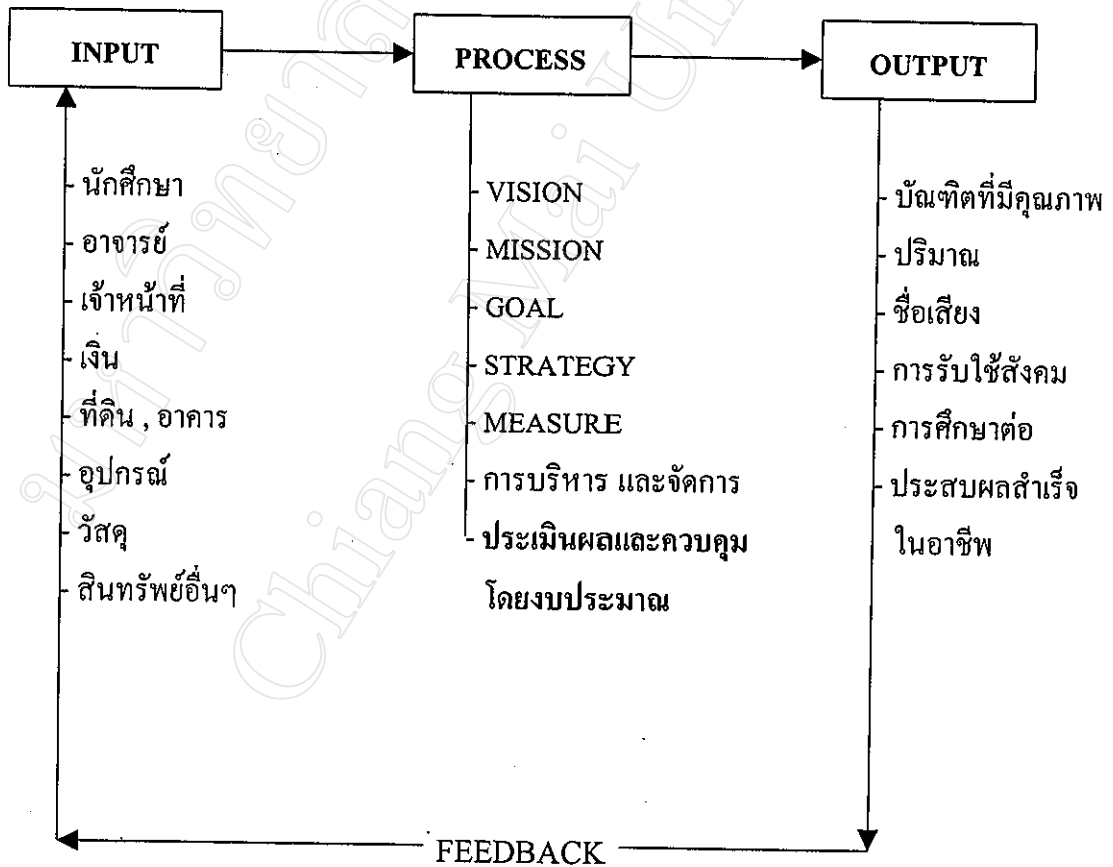 INPUT
PROCESS
OUTPUT
- นักศึกษา
- อาจารย์
- เจ้าหน้าที่
- เงิน
- ที่ดิน , อาคาร
- อุปกรณ์
- วัสดุ
- สินทรัพย์อื่นๆ
- VISION
- MISSION
- GOAL
- STRATEGY
- MEASURE
- การบริหาร และจัดการ
- ประเมินผลและควบคุม
โดยงบประมาณ
- บัณฑิตที่มีคุณภาพ
- ปริมาณ
- ชื่อเสียง
- การรับใช้สังคม
- การศึกษาต่อ
- ประสบผลสำเร็จ
ในอาชีพ
FEEDBACK
Chiang Mai Un